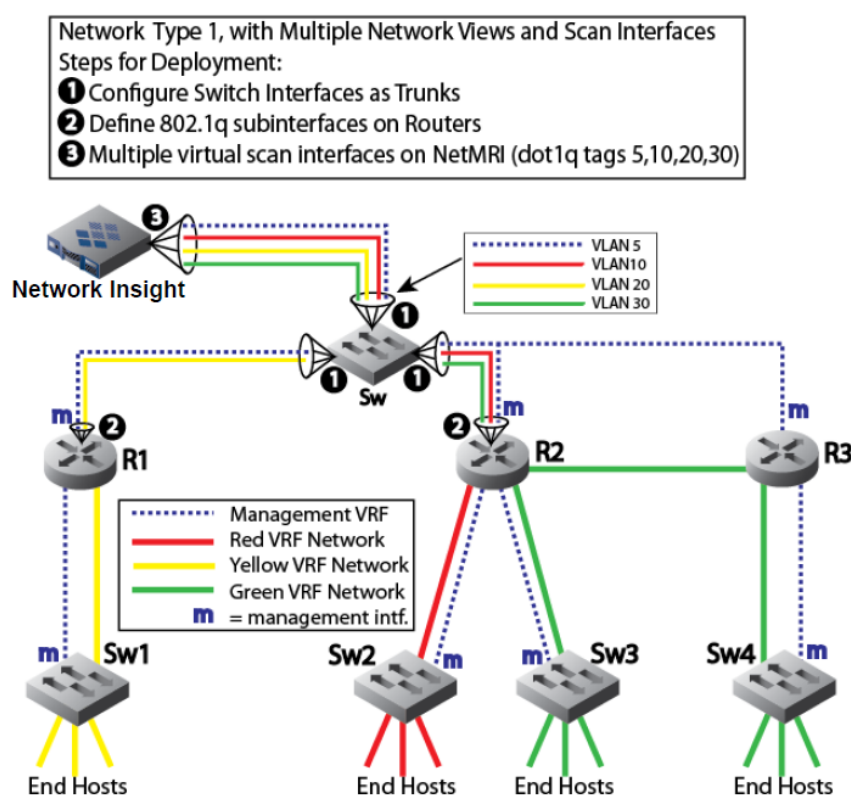 Network Type 1, with Multiple Network Views and Scan Interfaces
Steps for Deployment:
1 Configure Switch Interfaces as Trunks
2 Define 802.1q subinterfaces on Routers
3 Multiple virtual scan interfaces on NetMRI (dot1q tags 5,10,20,30)
3
Network Insight
VLAN 5
VLAN10
VLAN 20
VLAN 30
1
1
1
Sw
m
2
R1
2
m
R2
m
R3
Management VRF
Red VRF Network
Yellow VRF Network
Green VRF Network
m = management intf.
m
Sw1
Sw2
m
m
Sw3
Sw4
m
End Hosts
End Hosts
End Hosts
End Hosts